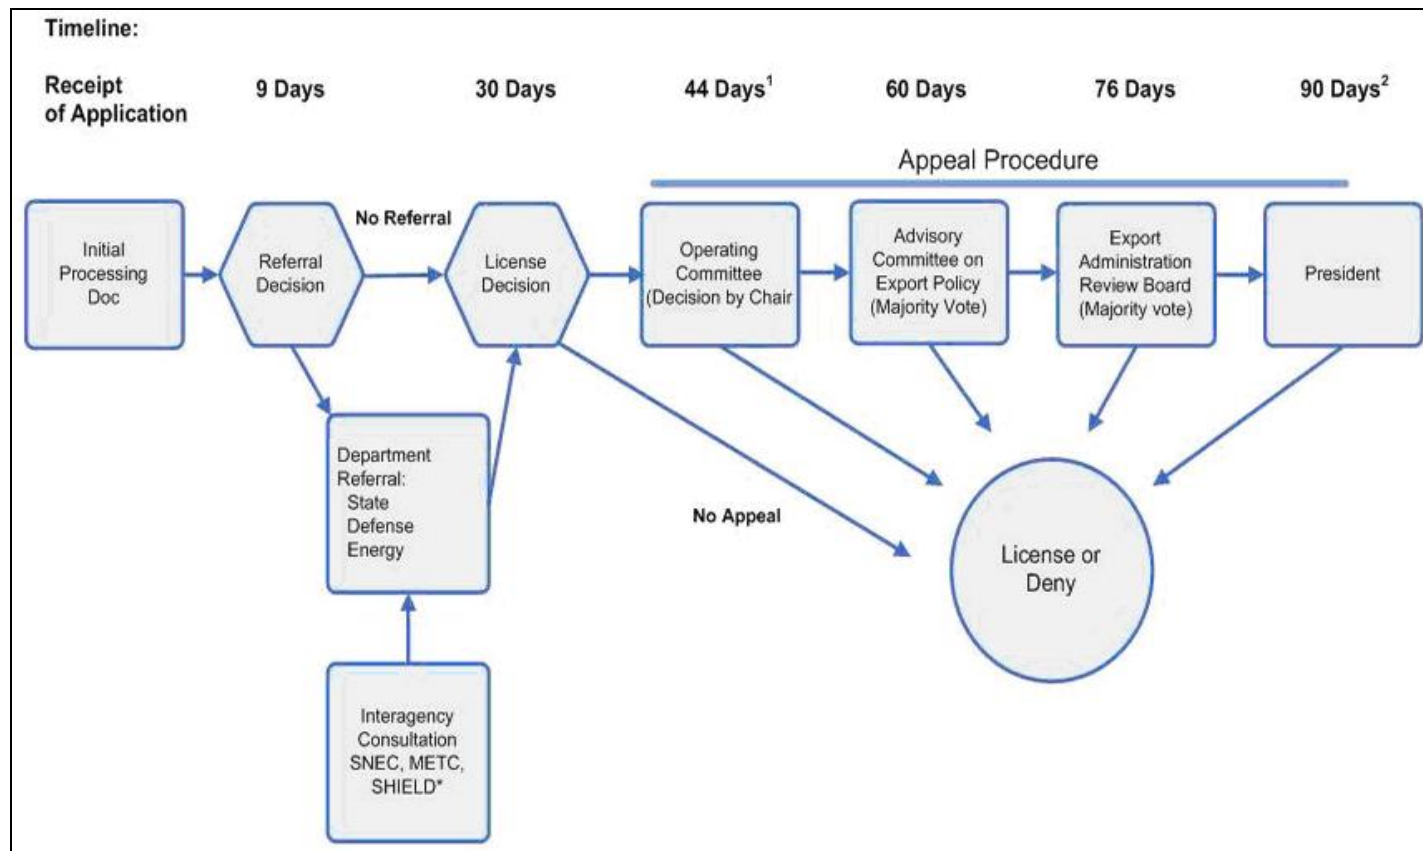 Timeline:
Receipt
of Application
9 Days
30 Days
44 Days¹
60 Days
76 Days
90 Days²
Appeal Procedure
Initial
Processing
Doc
Referral
Decision
No Referral
License
Decision
Operating
Committee
(Decision by Chair
Advisory
Committee on
Export Policy
(Majority Vote)
Export
Administration
Review Board
(Majority vote)
President
Department
Referral:
State
Defense
Energy
No Appeal
License or
Deny
Interagency
Consultation
SNEC, METC,
SHIELD*